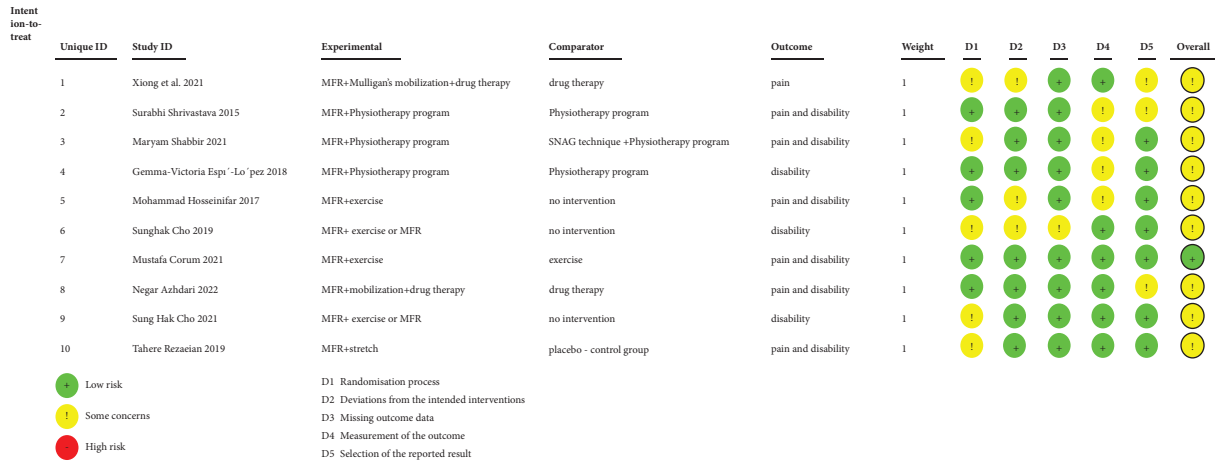 Intent
ion-to-
treat
Unique ID Study ID Experimental Comparator Outcome Weight D1 D2 D3 D4 D5 Overall
1 Xiong et al. 2021 MFR+Mulligan's mobilization+drug therapy drug therapy pain 1 ! ! + + ! !
2 Surabhi Shrivastava 2015 MFR+Physiotherapy program Physiotherapy program pain and disability 1 + + + ! ! !
3 Maryam Shabbir 2021 MFR+Physiotherapy program SNAG technique +Physiotherapy program pain and disability 1 ! + + ! + !
4 Gemma-Victoria Espı´-Lo´pez 2018 MFR+Physiotherapy program Physiotherapy program disability 1 + + + ! + !
5 Mohammad Hosseinifar 2017 MFR+exercise no intervention pain and disability 1 + ! + ! + !
6 Sunghak Cho 2019 MFR+ exercise or MFR no intervention disability 1 ! ! ! + + !
7 Mustafa Corum 2021 MFR+exercise exercise pain and disability 1 + + + + + +
8 Negar Azhdari 2022 MFR+mobilization+drug therapy drug therapy pain and disability 1 + + + + ! !
9 Sung Hak Cho 2021 MFR+ exercise or MFR no intervention disability 1 ! + + + + !
10 Tahere Rezaeian 2019 MFR+stretch placebo - control group pain and disability 1 ! + + + + !
+ Low risk
! Some concerns
- High risk
D1 Randomisation process
D2 Deviations from the intended interventions
D3 Missing outcome data
D4 Measurement of the outcome
D5 Selection of the reported result